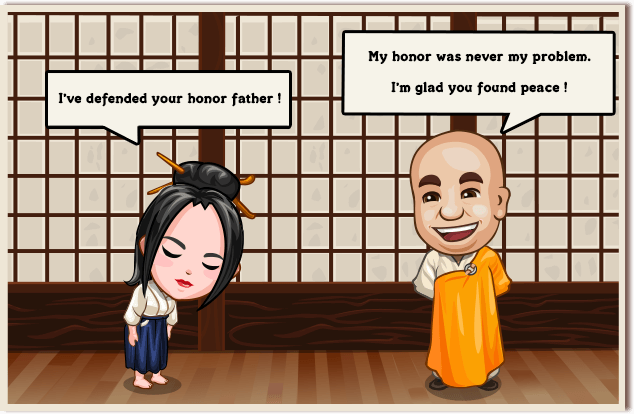 I've defended your honor father !
My honor was never my problem.
I'm glad you found peace !